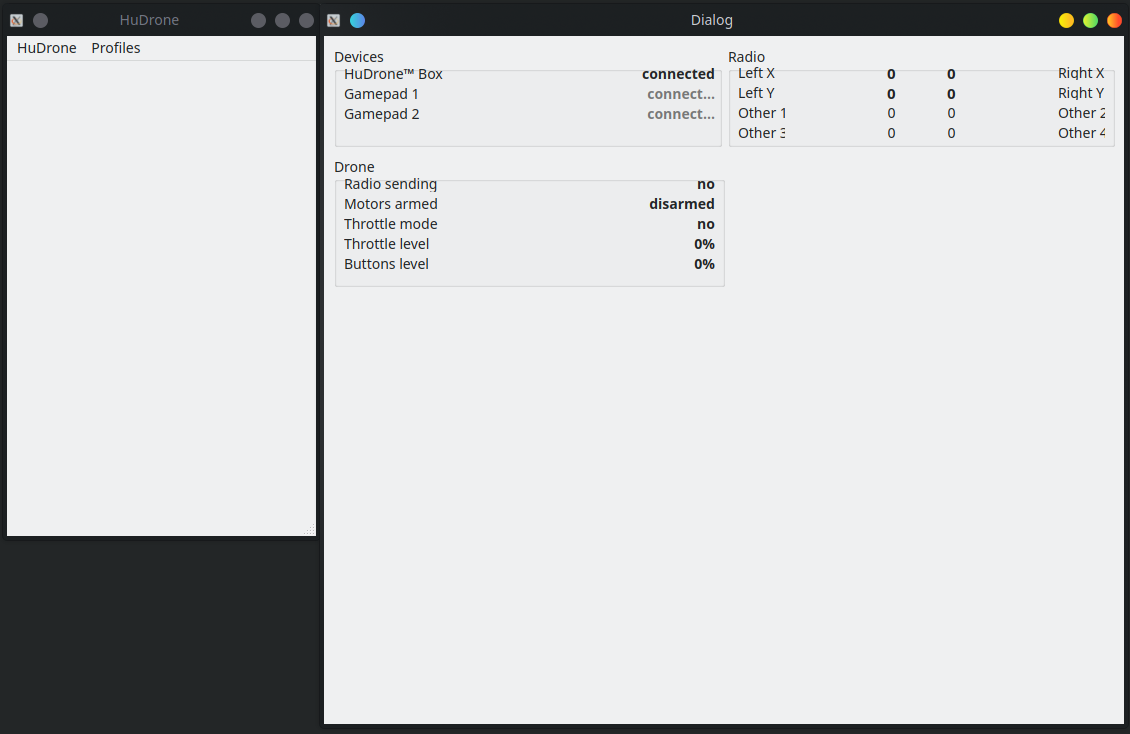 HuDrone
Dialog
HuDrone Profiles
Devices
HuDrone™ Box connected
Gamepad 1 connect...
Gamepad 2 connect...
Radio
Left X 0 0 Right X
Left Y 0 0 Right Y
Other 1 0 0 Other 2
Other 3 0 0 Other 4
Drone
Radio sending no
Motors armed disarmed
Throttle mode no
Throttle level 0%
Buttons level 0%